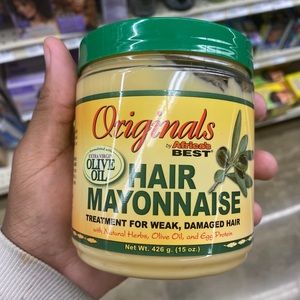 Originals
by Africa's
BEST
Formulated with
EXTRA VIRGIN
OLIVE
OIL
HAIR
MAYONNAISE
TREATMENT FOR WEAK, DAMAGED HAIR
with Natural Herbs, Olive Oil, and Egg Protein
Net Wt. 426 g. (15 oz.)